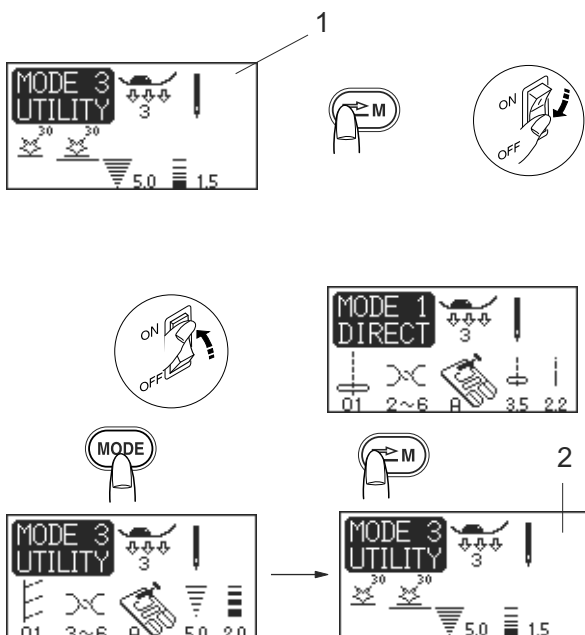 1
MODE 3
UTILITY
3
30 30
5.0 1.5
M
ON
OFF
ON
OFF
MODE 1
DIRECT
3
01 2~6 A 3.5 2.2
MODE
M
2
MODE 3
UTILITY
3
01 3~6 A 5.0 2.0
MODE 3
UTILITY
3
30 30
5.0 1.5